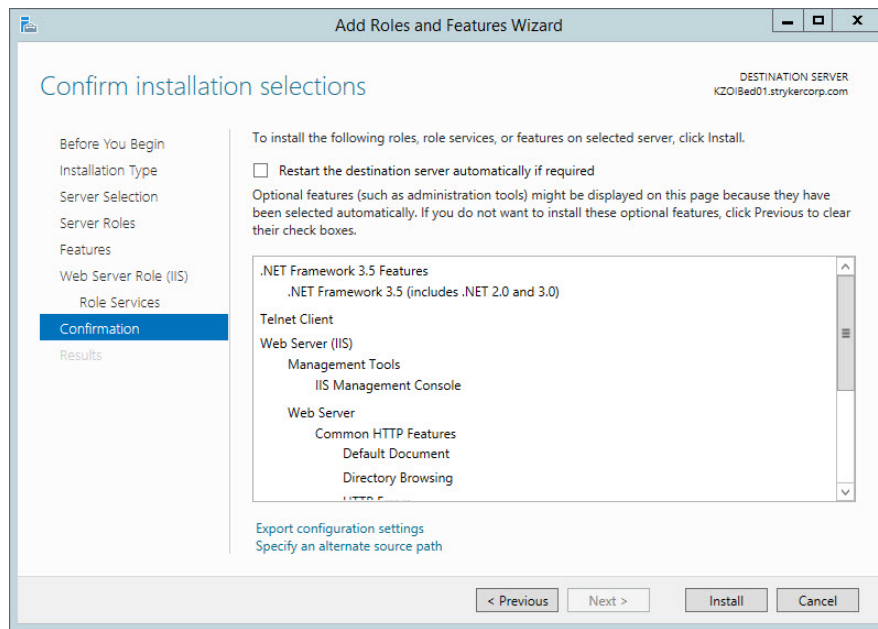 Add Roles and Features Wizard
Confirm installation selections
DESTINATION SERVER
KZOIBed01.strykercorp.com
Before You Begin
Installation Type
Server Selection
Server Roles
Features
Web Server Role (IIS)
Role Services
Confirmation
Results
To install the following roles, role services, or features on selected server, click Install.
Restart the destination server automatically if required
Optional features (such as administration tools) might be displayed on this page because they have
been selected automatically. If you do not want to install these optional features, click Previous to clear
their check boxes.
.NET Framework 3.5 Features
.NET Framework 3.5 (includes .NET 2.0 and 3.0)
Telnet Client
Web Server (IIS)
Management Tools
IIS Management Console
Web Server
Common HTTP Features
Default Document
Directory Browsing
Export configuration settings
Specify an alternate source path
< Previous
Next >
Install
Cancel